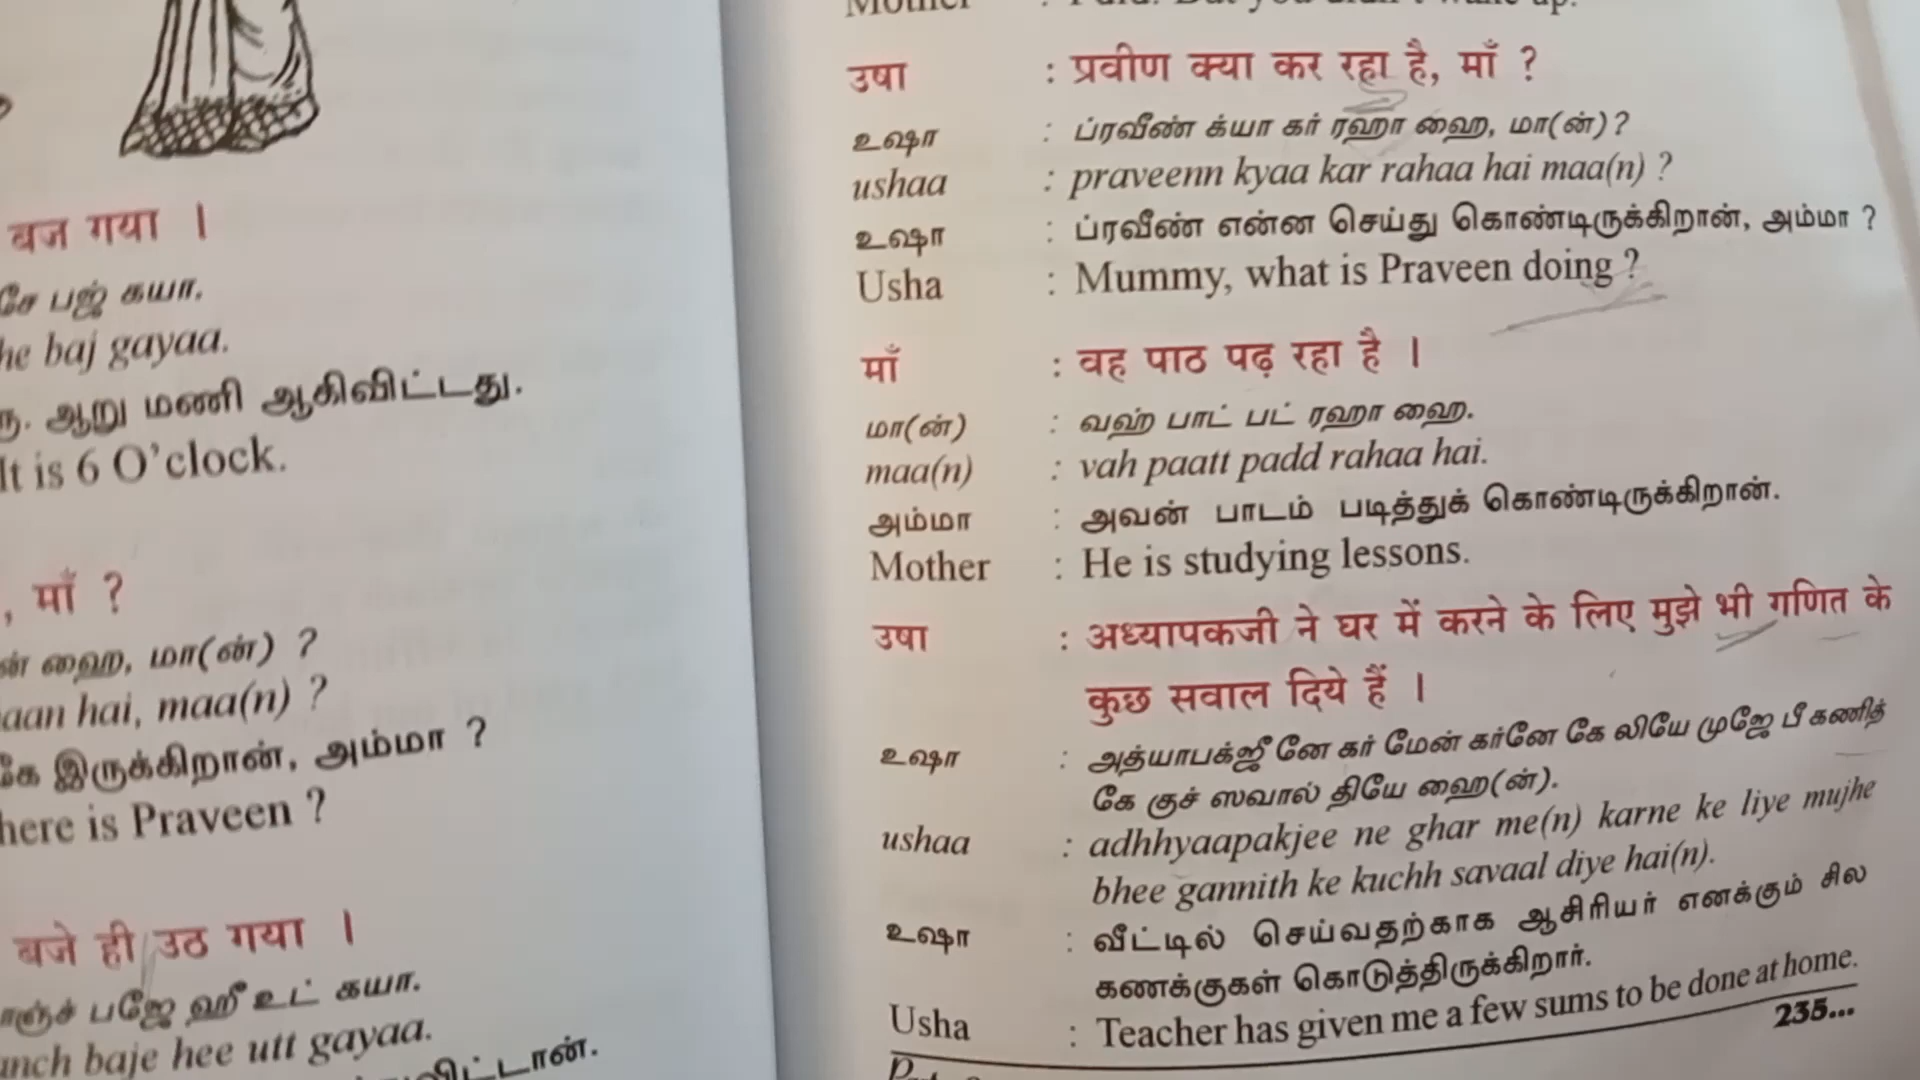 बज गया ।
சே பஜ் கயா.
he baj gayaa.
ஆறு மணி ஆகிவிட்டது.
It is 6 O'clock.
, माँ ?
ஹை, மா(ன்) ?
hai, maa(n) ?
இருக்கிறான், அம்மா ?
is Praveen ?
बजे ही उठ गया ।
பஜே ஹீ உட் கயா.
baje hee utt gayaa.
Mother
उषा : प्रवीण क्या कर रहा है, माँ ?
உஷா : ப்ரவீண் க்யா கர் ரஹா ஹை, மா(ன்)?
ushaa : praveenn kyaa kar rahaa hai maa(n) ?
உஷா : ப்ரவீண் என்ன செய்து கொண்டிருக்கிறான், அம்மா ?
Usha : Mummy, what is Praveen doing ?
माँ : वह पाठ पढ़ रहा है ।
மா(ன்) : வஹ் பாட் பட் ரஹா ஹை.
maa(n) : vah paatt padd rahaa hai.
அம்மா : அவன் பாடம் படித்துக் கொண்டிருக்கிறான்.
Mother : He is studying lessons.
उषा : अध्यापकजी ने घर में करने के लिए मुझे भी गणित के
कुछ सवाल दिये हैं ।
உஷா : அத்யாபக்ஜீ னே கர் மேன் கர்னே கே லியே முஜே பீ கணித்
கே குச் ஸவால் தியே ஹை(ன்).
ushaa : adhhyaapakjee ne ghar me(n) karne ke liye mujhe
bhee gannith ke kuchh savaal diye hai(n).
உஷா : வீட்டில் செய்வதற்காக ஆசிரியர் எனக்கும் சில
கணக்குகள் கொடுத்திருக்கிறார்.
Usha : Teacher has given me a few sums to be done at home.
235...